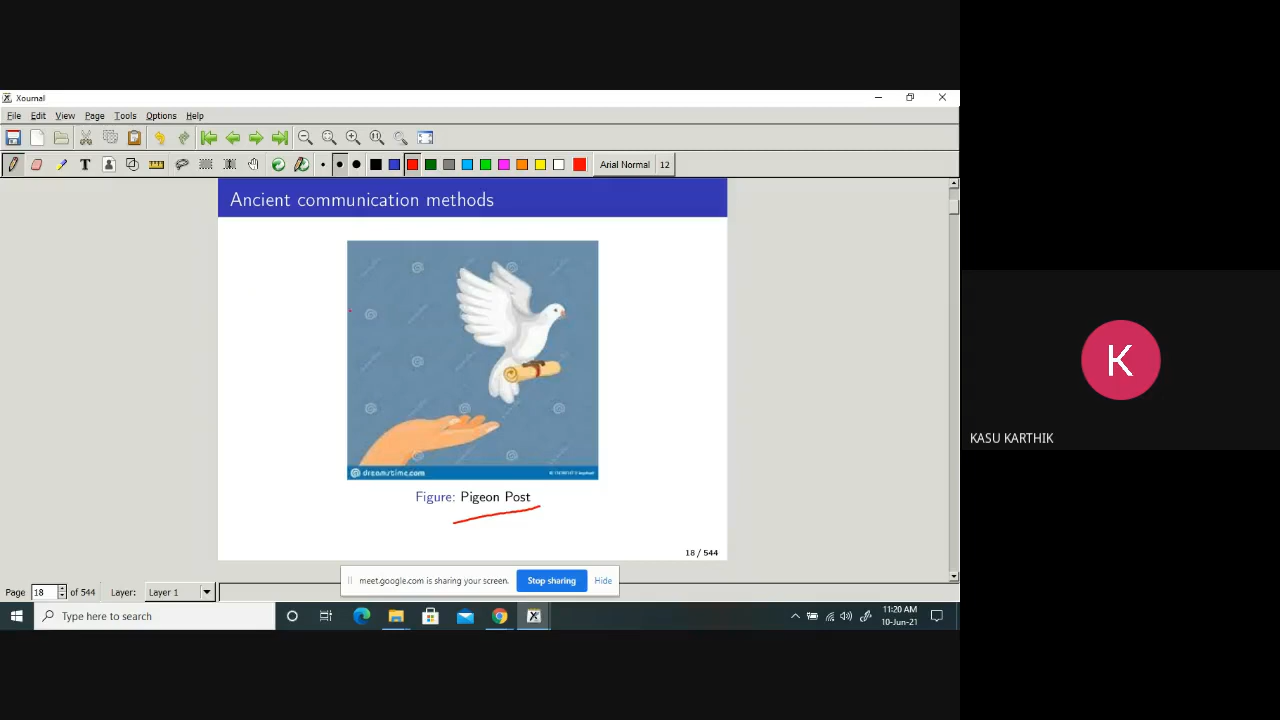 Xournal
File Edit View Page Tools Options Help
T Arial Normal 12
Ancient communication methods
dreamstime.com
Figure: Pigeon Post
18 / 544
meet.google.com is sharing your screen. Stop sharing Hide
Page 18 of 544 Layer: Layer 1
Type here to search
11:20 AM
10-Jun-21
K
KASU KARTHIK